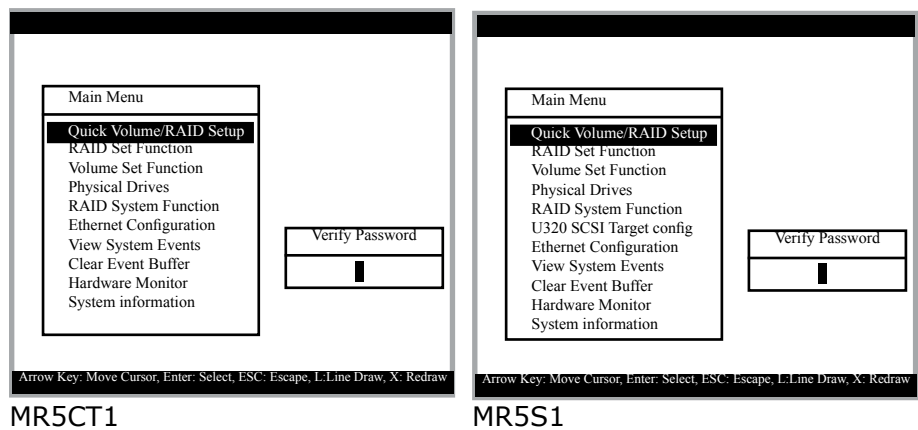 Main Menu
Quick Volume/RAID Setup
RAID Set Function
Volume Set Function
Physical Drives
RAID System Function
Ethernet Configuration
View System Events
Clear Event Buffer
Hardware Monitor
System information
Verify Password
Arrow Key: Move Cursor, Enter: Select, ESC: Escape, L:Line Draw, X: Redraw
MR5CT1
Main Menu
Quick Volume/RAID Setup
RAID Set Function
Volume Set Function
Physical Drives
RAID System Function
U320 SCSI Target config
Ethernet Configuration
View System Events
Clear Event Buffer
Hardware Monitor
System information
Verify Password
Arrow Key: Move Cursor, Enter: Select, ESC: Escape, L:Line Draw, X: Redraw
MR5S1